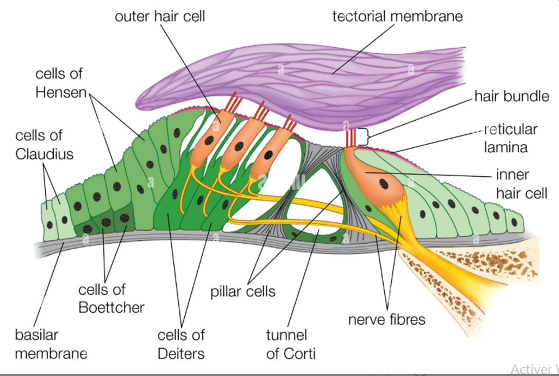 outer hair cell
tectorial membrane
cells of
Hensen
hair bundle
cells of
Claudius
reticular
lamina
inner
hair cell
cells of
Boettcher
pillar cells
nerve fibres
basilar
membrane
cells of
Deiters
tunnel
of Corti
a
a
a
a
a
a
Activer